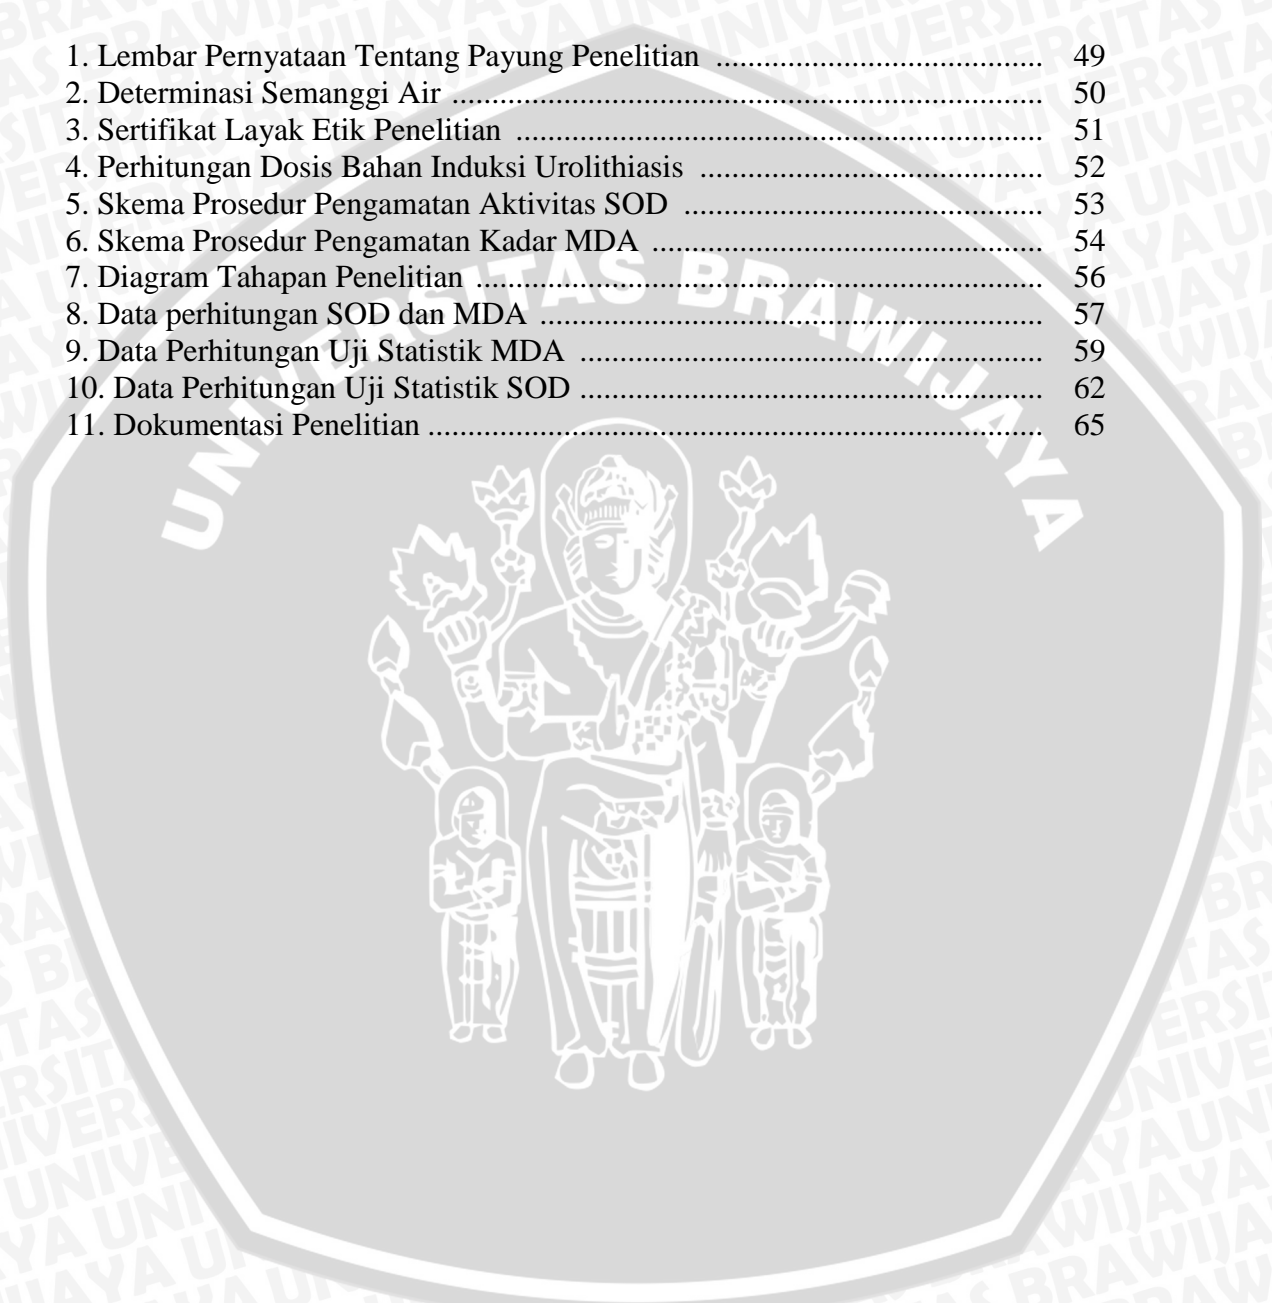 1. Lembar Pernyataan Tentang Payung Penelitian ......................................... 49
2. Determinasi Semanggi Air .......................................................................... 50
3. Sertifikat Layak Etik Penelitian .................................................................. 51
4. Perhitungan Dosis Bahan Induksi Urolithiasis ........................................... 52
5. Skema Prosedur Pengamatan Aktivitas SOD ............................................. 53
6. Skema Prosedur Pengamatan Kadar MDA ................................................. 54
7. Diagram Tahapan Penelitian ....................................................................... 56
8. Data perhitungan SOD dan MDA ............................................................... 57
9. Data Perhitungan Uji Statistik MDA .......................................................... 59
10. Data Perhitungan Uji Statistik SOD .......................................................... 62
11. Dokumentasi Penelitian ............................................................................. 65
UNIVERSITAS BRAWIJAYA